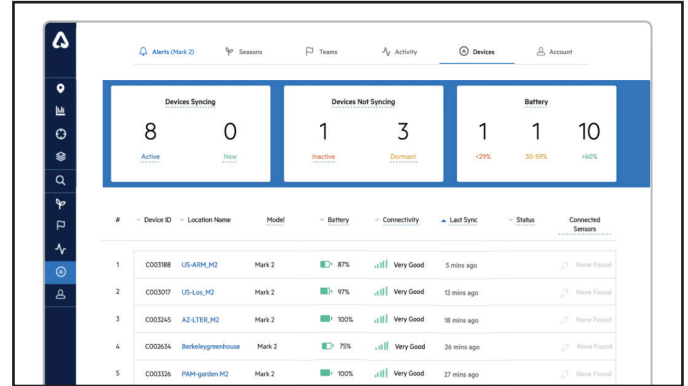 Alerts (Mark 2) Seasons Teams Activity Devices Account
Devices Syncing Devices Not Syncing Battery
8 0 1 3 1 1 10
Active New Inactive Dormant <29% 30-59% >60%
# Device ID Location Name Model Battery Connectivity Last Sync Status Connected Sensors
1 C003188 US-ARM_M2 Mark 2 87% Very Good 5 mins ago None Found
2 C003017 US-Los_M2 Mark 2 97% Very Good 13 mins ago None Found
3 C003245 AZ-LTER_M2 Mark 2 100% Very Good 18 mins ago None Found
4 C002634 Berkeleygreenhouse Mark 2 75% Very Good 26 mins ago None Found
5 C003326 PAM-garden M2 Mark 2 100% Very Good 27 mins ago None Found